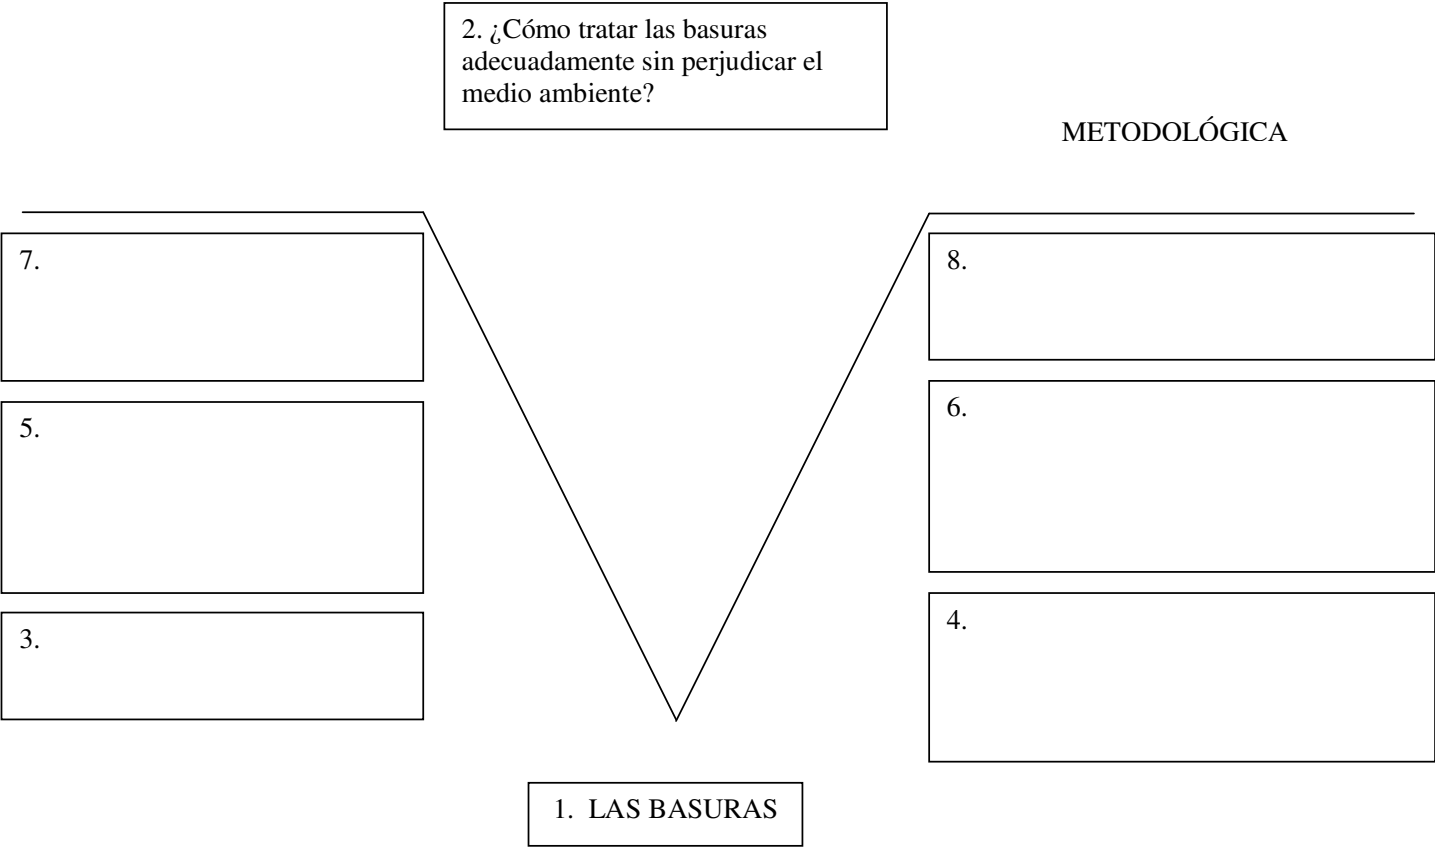 2. ¿Cómo tratar las basuras
adecuadamente sin perjudicar el
medio ambiente?
METODOLÓGICA
7.
8.
5.
6.
3.
4.
1. LAS BASURAS